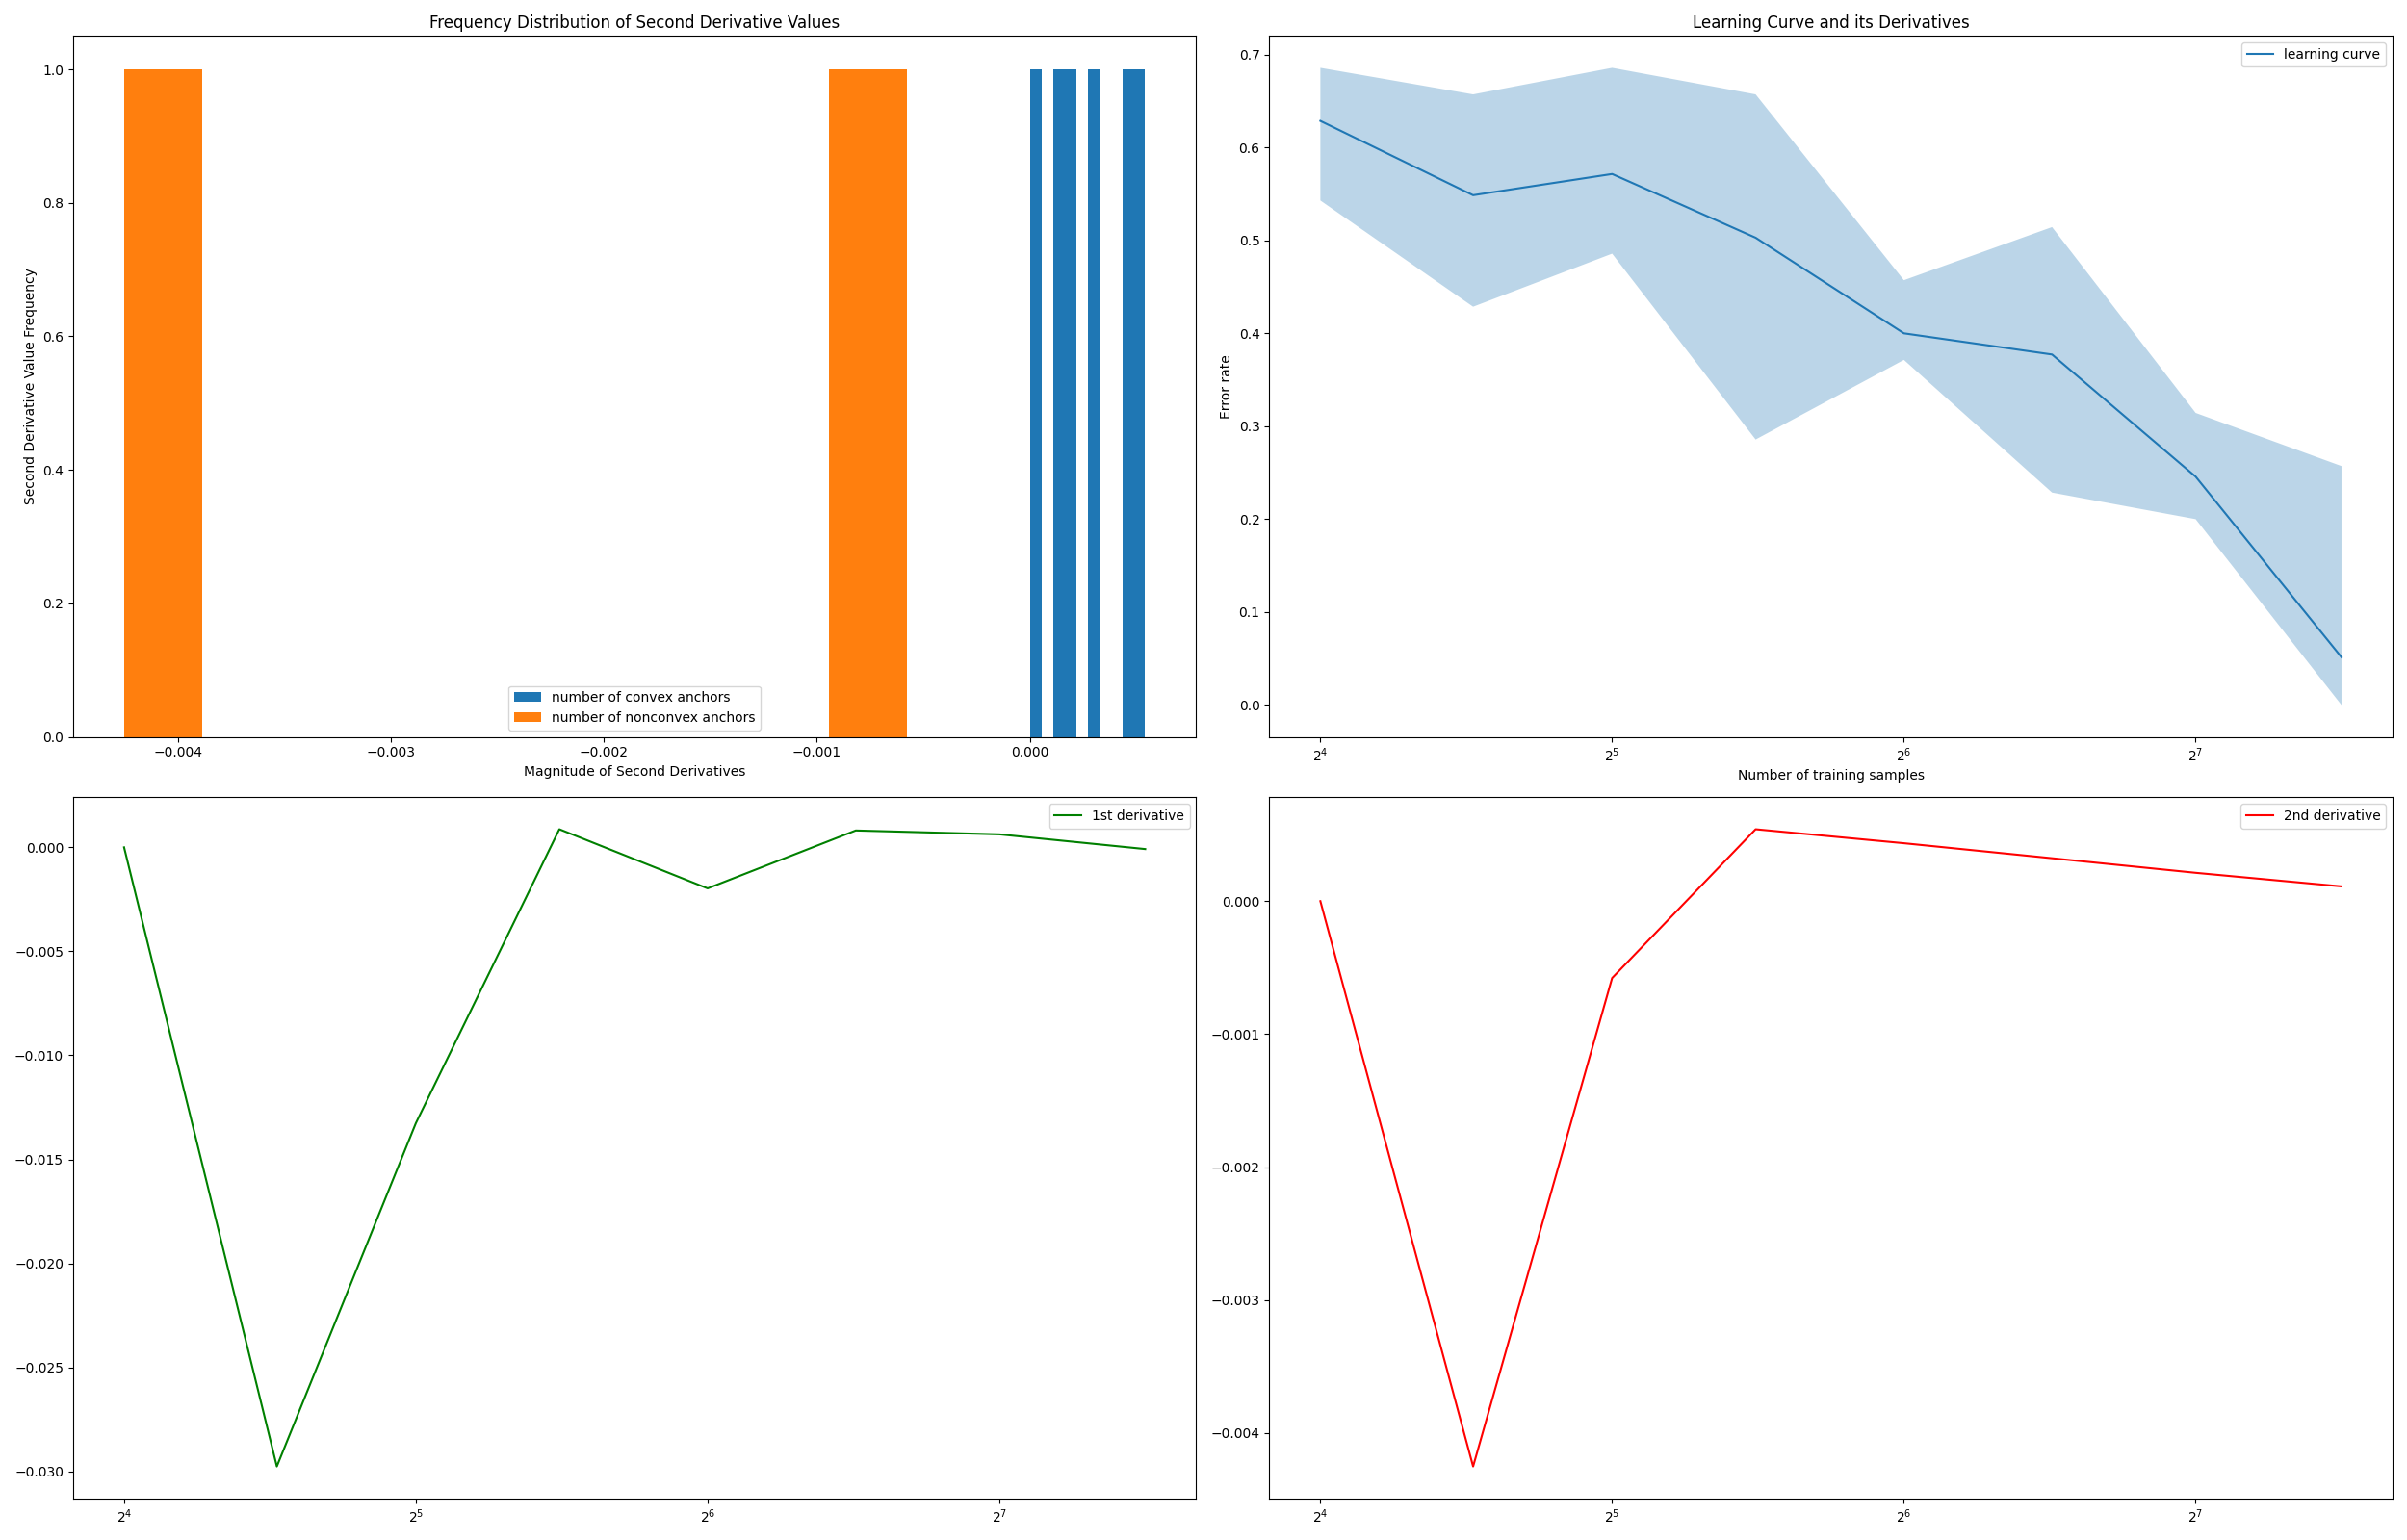 Frequency Distribution of Second Derivative Values
Second Derivative Value Frequency
1.0
0.8
0.6
0.4
0.2
0.0
number of convex anchors
number of nonconvex anchors
−0.004 −0.003 −0.002 −0.001 0.000
Magnitude of Second Derivatives
Learning Curve and its Derivatives
learning curve
Error rate
0.7
0.6
0.5
0.4
0.3
0.2
0.1
0.0
2⁴ 2⁵ 2⁶ 2⁷
Number of training samples
1st derivative
0.000
−0.005
−0.010
−0.015
−0.020
−0.025
−0.030
2⁴ 2⁵ 2⁶ 2⁷
2nd derivative
0.000
−0.001
−0.002
−0.003
−0.004
2⁴ 2⁵ 2⁶ 2⁷